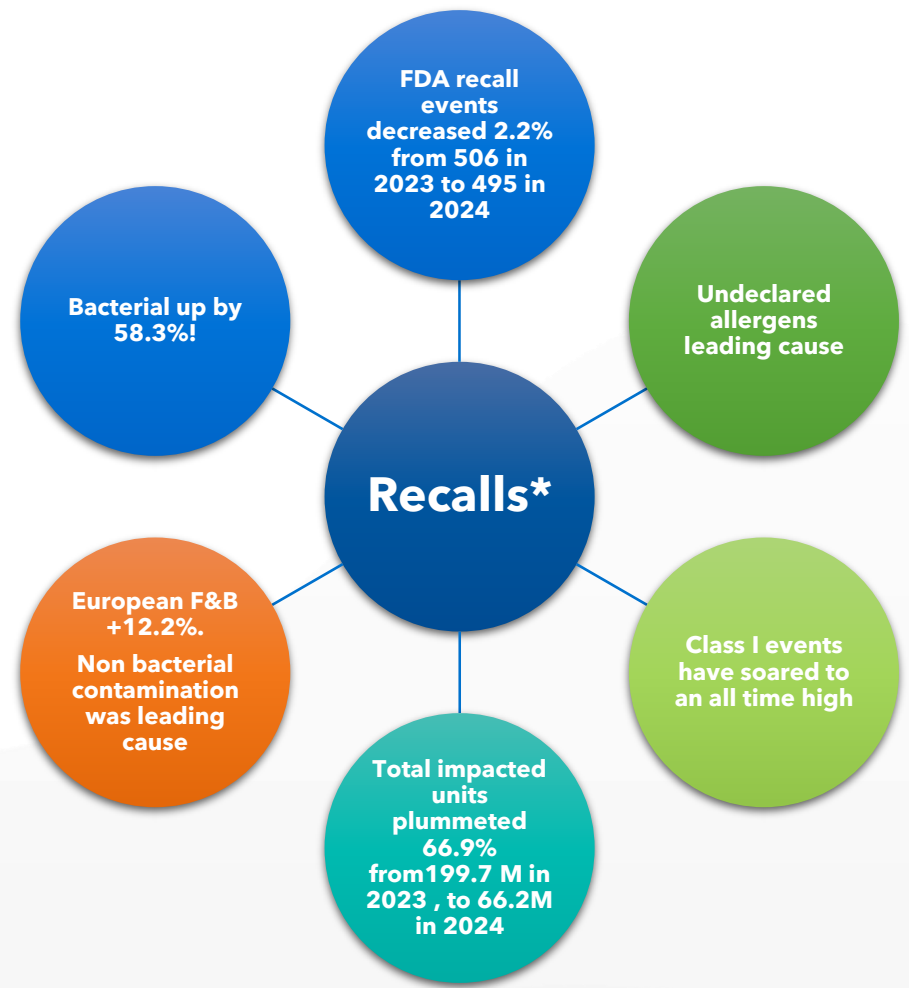 FDA recall
events
decreased 2.2%
from 506 in
2023 to 495 in
2024
Undeclared
allergens
leading cause
Class I events
have soared to
an all time high
Total impacted
units
plummeted
66.9%
from199.7 M in
2023 , to 66.2M
in 2024
European F&B
+12.2%.
Non bacterial
contamination
was leading
cause
Bacterial up by
58.3%!
Recalls*